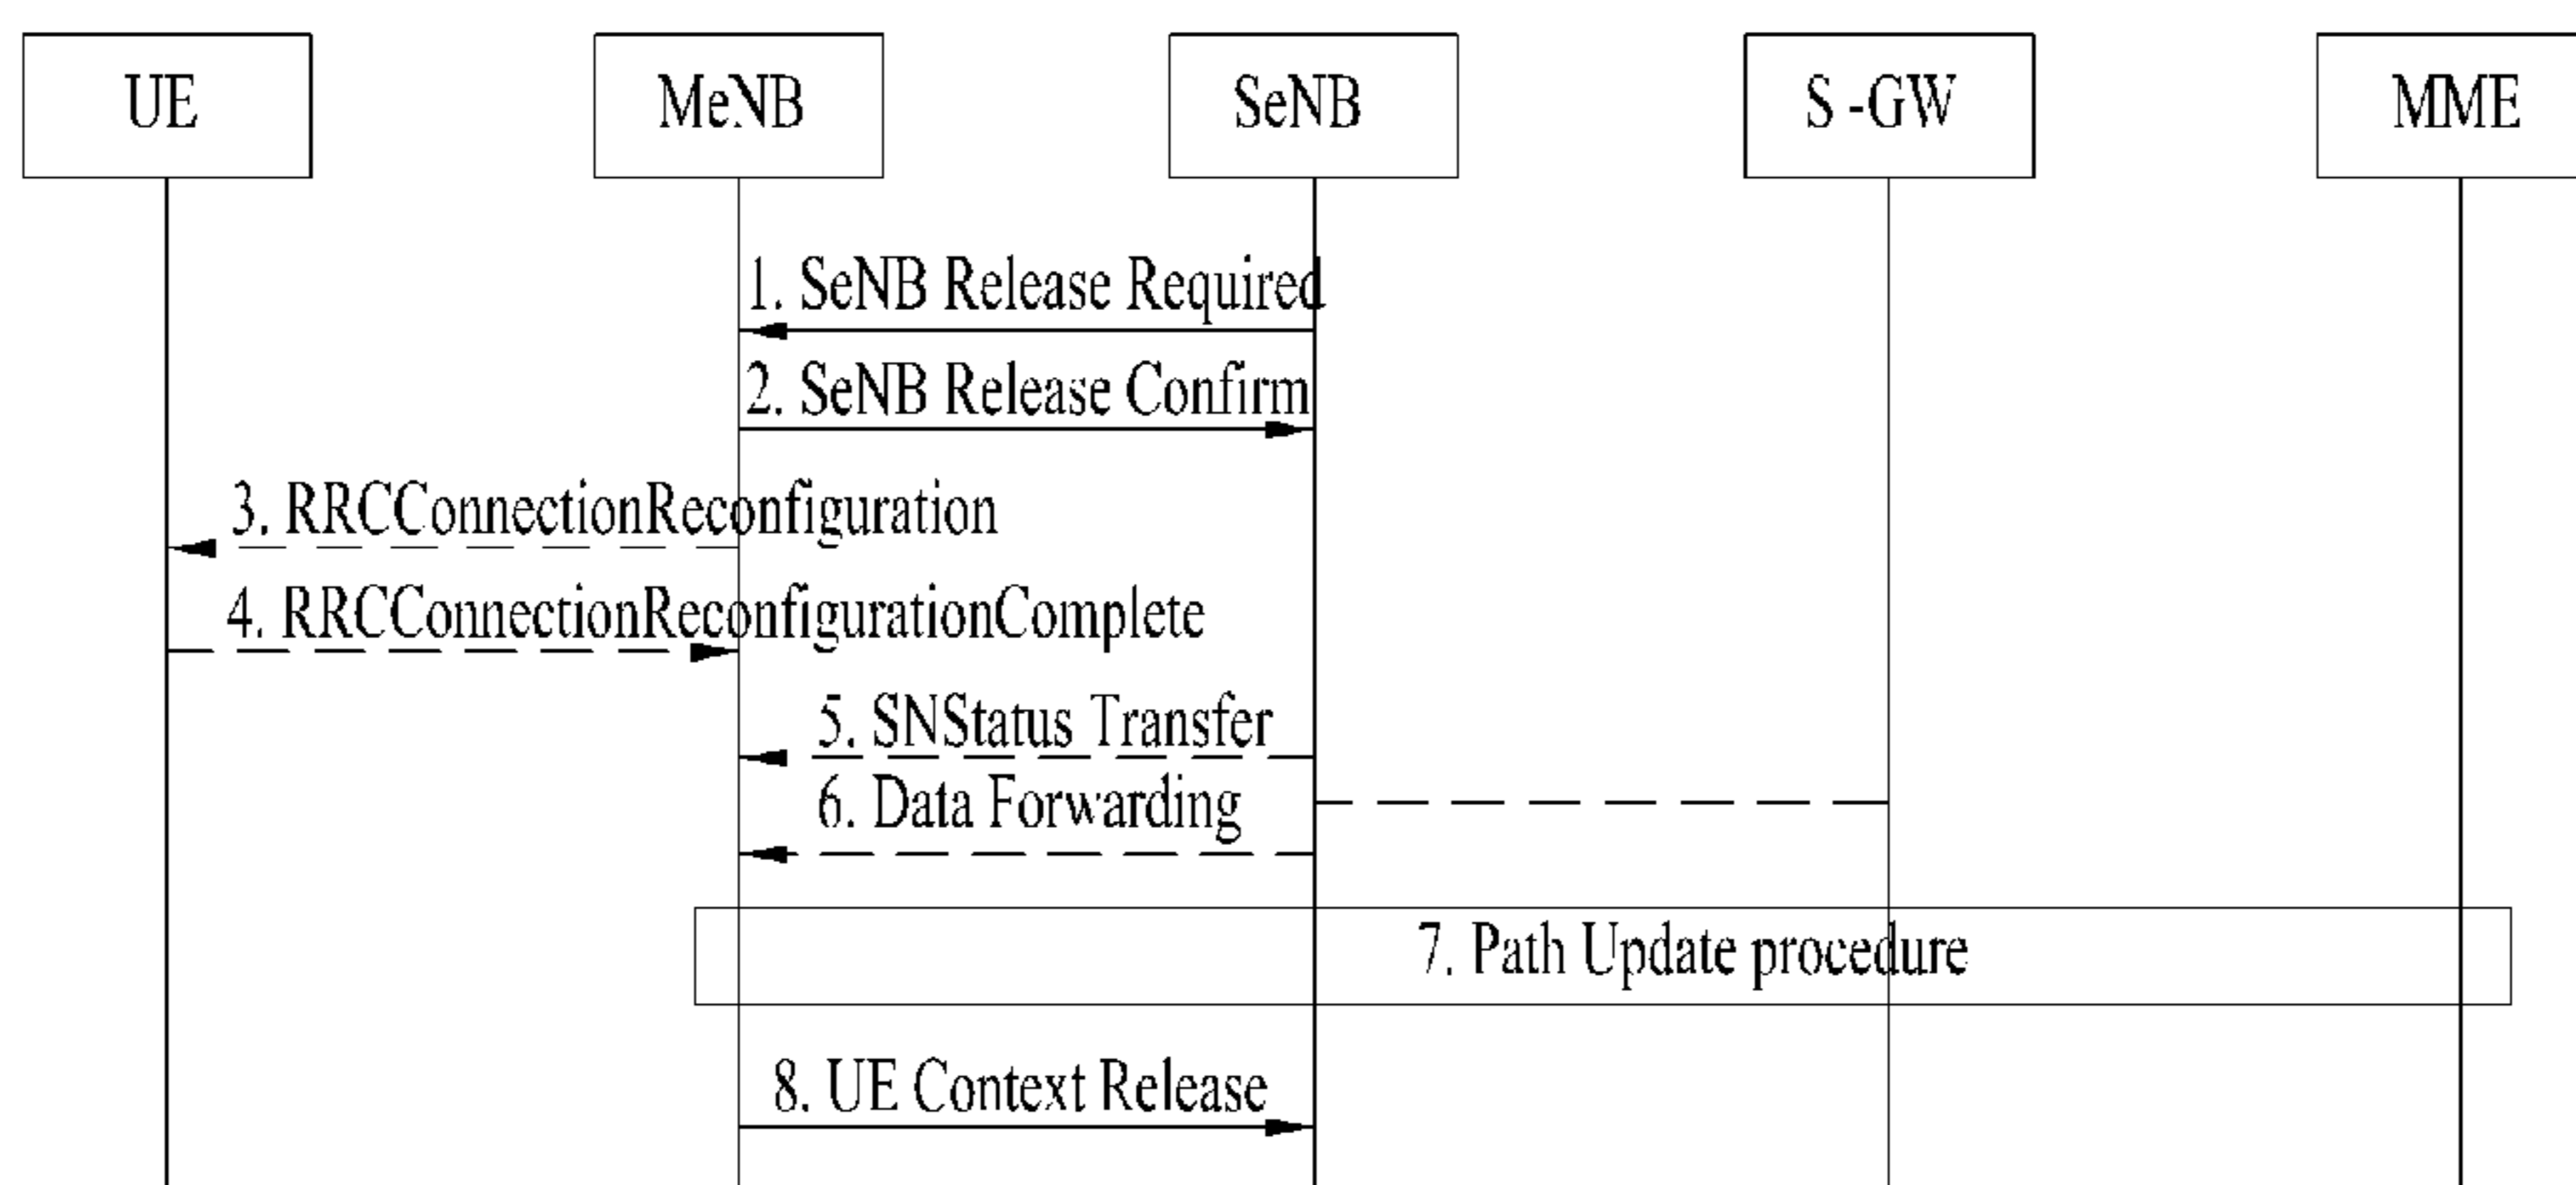 UE
MeNB
SeNB
S -GW
MME
1. SeNB Release Required
2. SeNB Release Confirm
3. RRCConnectionReconfiguration
4. RRCConnectionReconfigurationComplete
5. SNStatus Transfer
6. Data Forwarding
7. Path Update procedure
8. UE Context Release